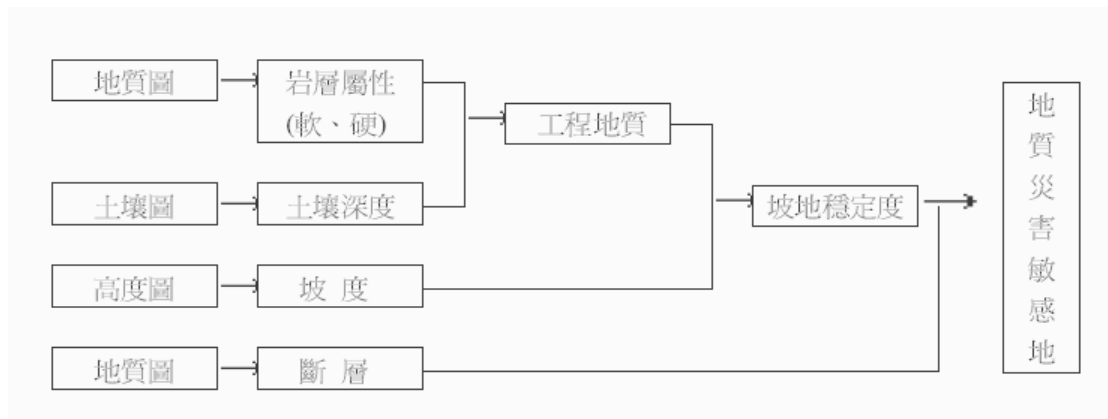 地質圖
岩層屬性
(軟、硬)
工程地質
土壤圖
土壤深度
坡地穩定度
高度圖
坡 度
地質圖
斷 層
地質災害敏感地